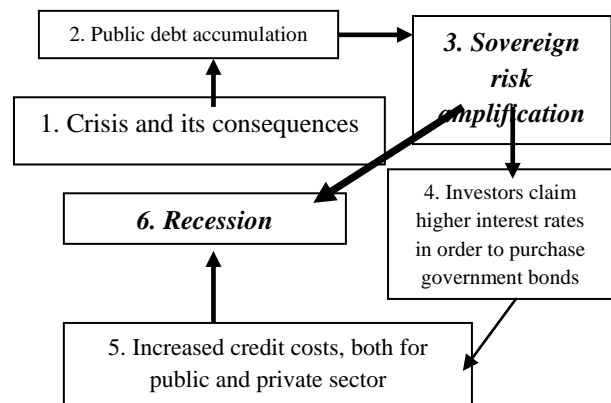 2. Public debt accumulation
3. Sovereign
risk
amplification
1. Crisis and its consequences
4. Investors claim
higher interest rates
in order to purchase
government bonds
6. Recession
5. Increased credit costs, both for
public and private sector